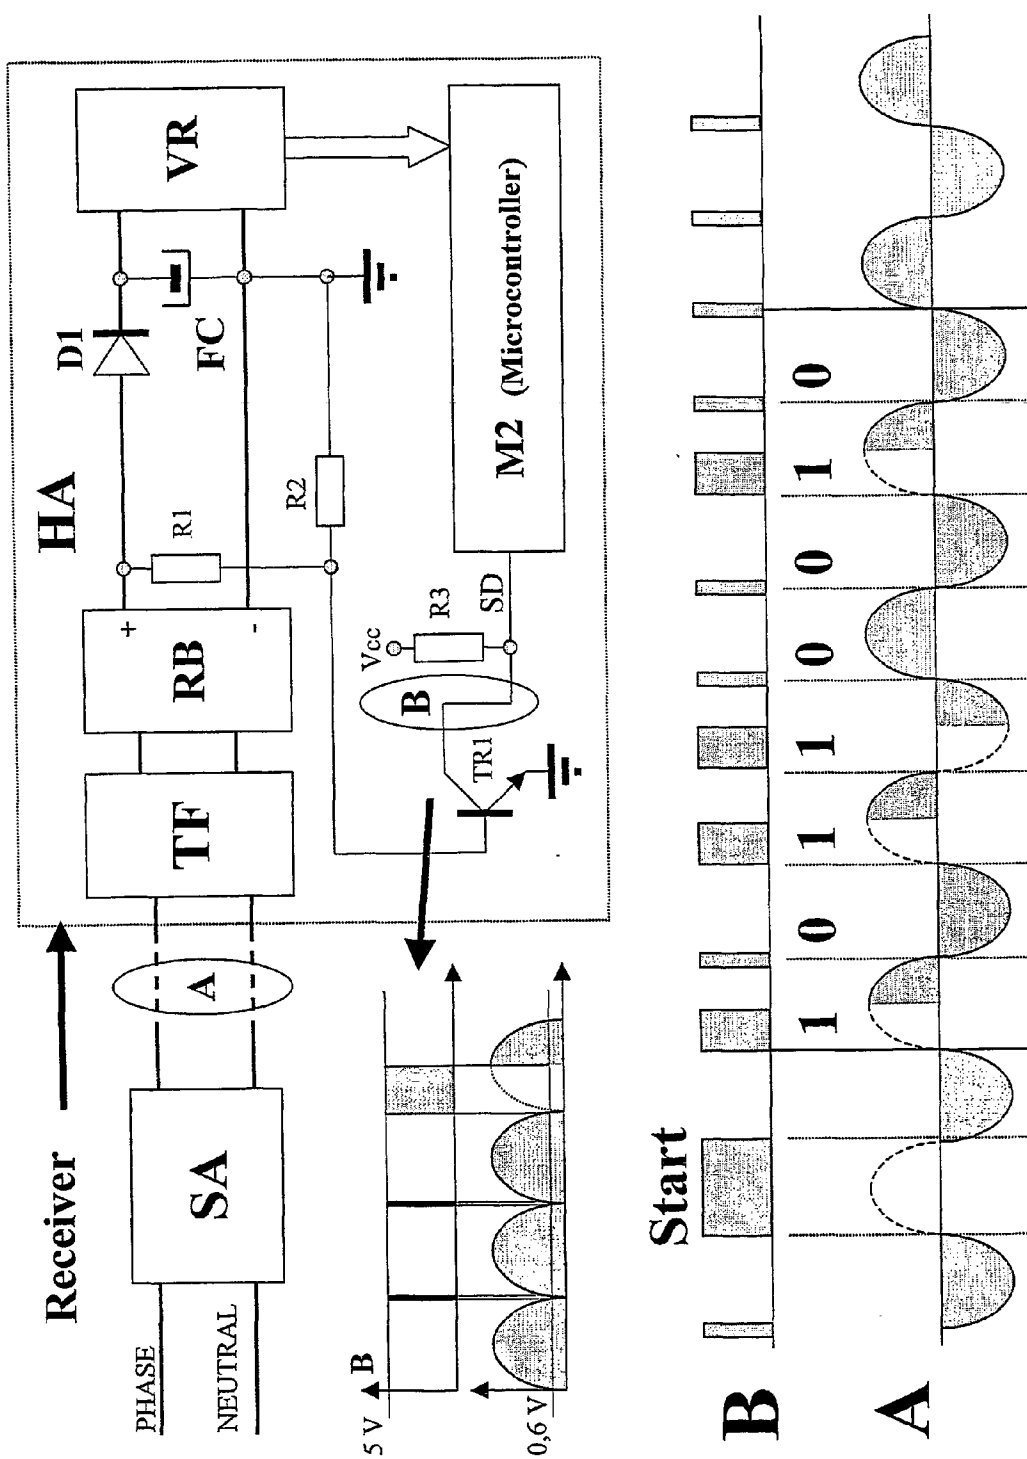 Receiver
HA
PHASE
NEUTRAL
SA
A
TF
RB
+
-
D1
FC
VR
R1
R2
R3
Vcc
B
SD
TR1
M2 (Microcontroller)
B
5 V
0,6 V
Start
B
1 0 1 1 0 0 1 0
A